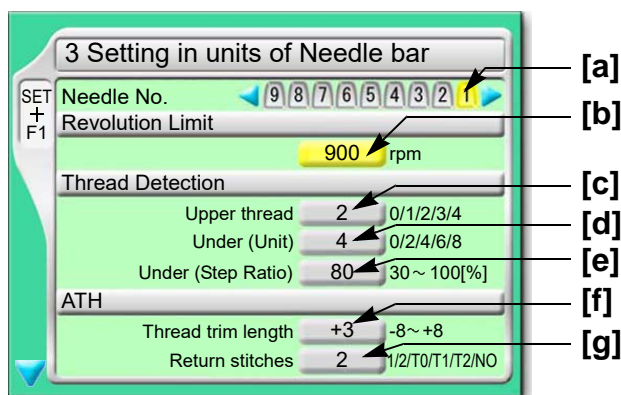 3 Setting in units of Needle bar
SET + F1
Needle No. 9 8 7 6 5 4 3 2 1 [a]
Revolution Limit [b]
900 rpm
Thread Detection [c]
Upper thread 2 0/1/2/3/4
Under (Unit) 4 0/2/4/6/8 [d]
Under (Step Ratio) 80 30～100[%] [e]
ATH [f]
Thread trim length +3 -8～+8
Return stitches 2 1/2/T0/T1/T2/NO [g]